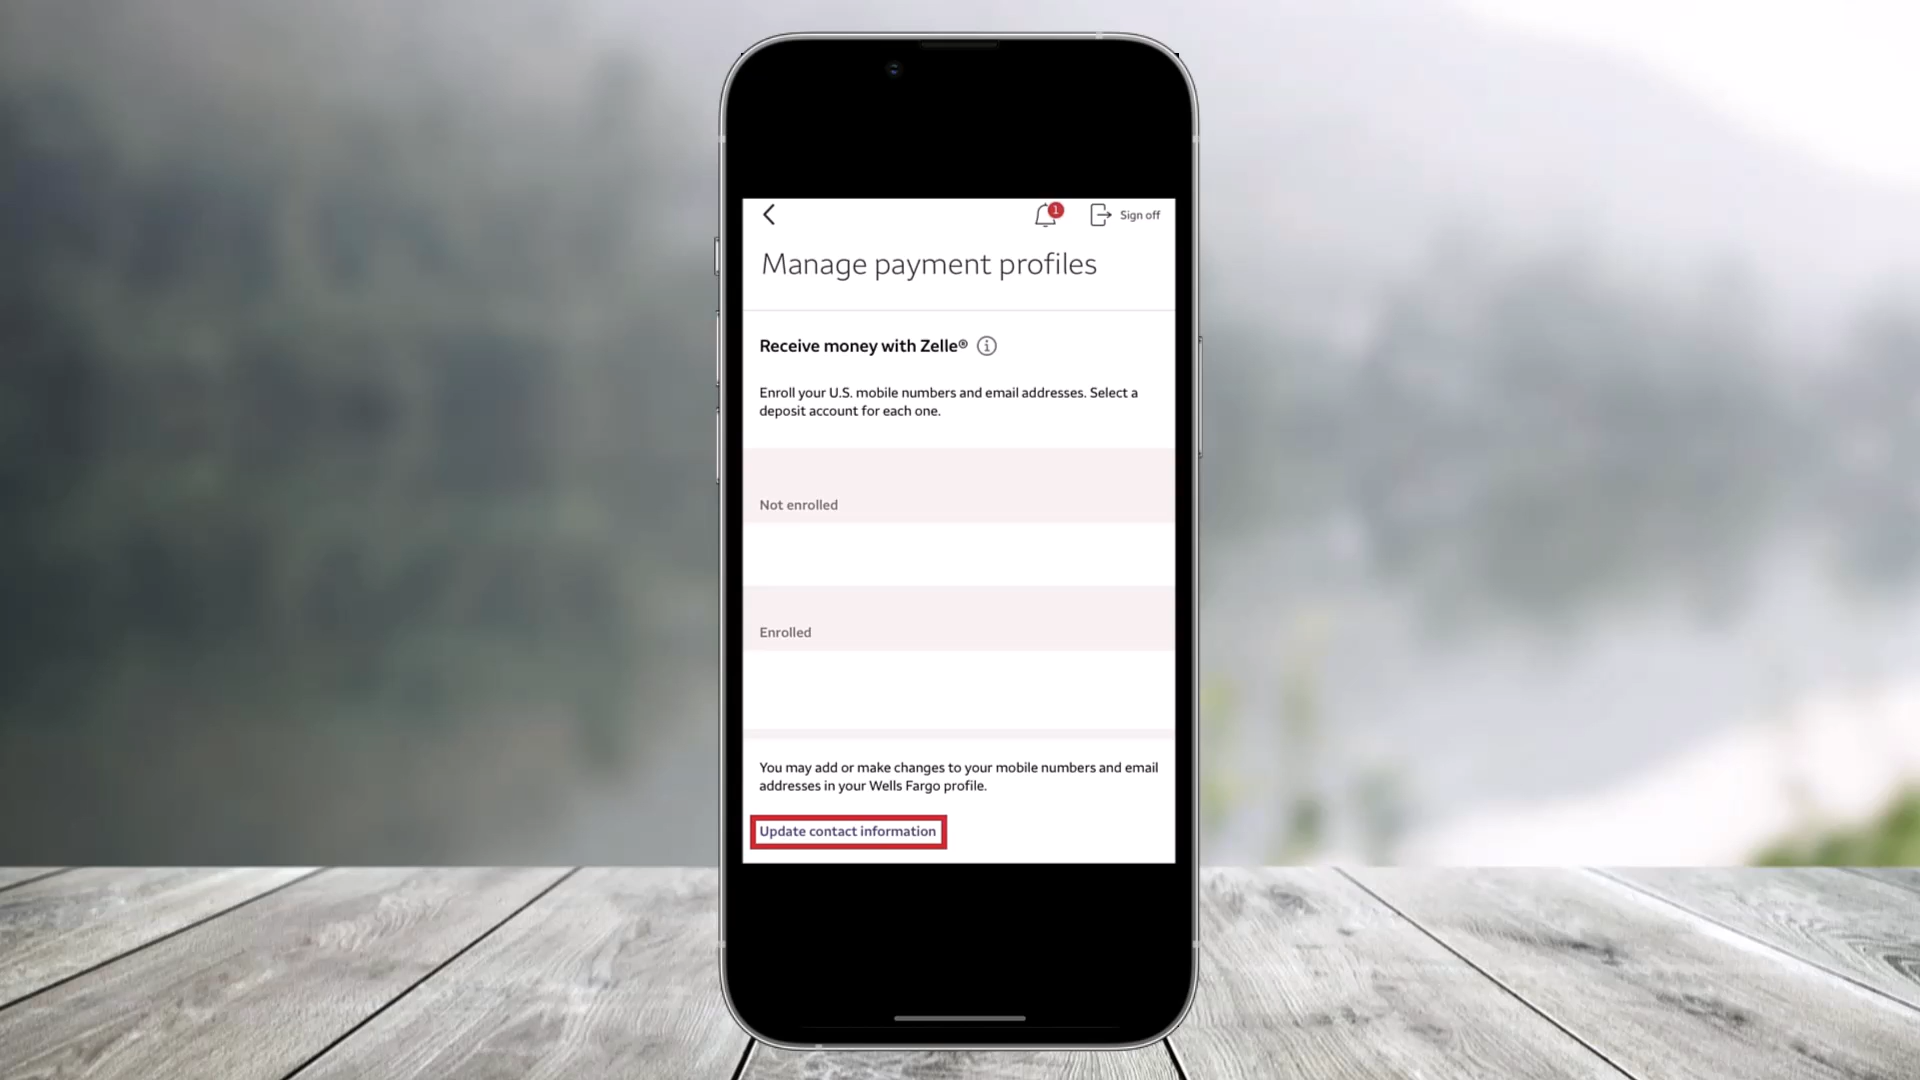 1
Sign off
Manage payment profiles
Receive money with Zelle®
Enroll your U.S. mobile numbers and email addresses. Select a
deposit account for each one.
Not enrolled
Enrolled
You may add or make changes to your mobile numbers and email
addresses in your Wells Fargo profile.
Update contact information